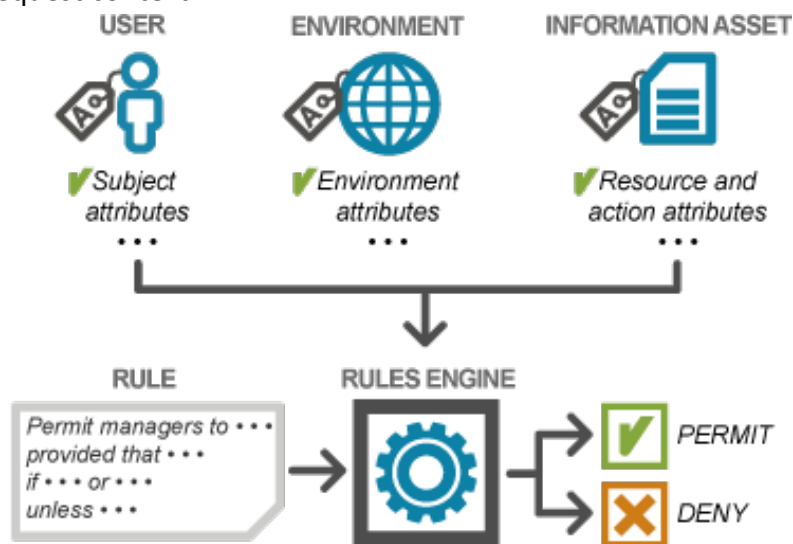 USER
ENVIRONMENT
INFORMATION ASSET
A
A
A
✔Subject
attributes
• • •
✔Environment
attributes
• • •
✔Resource and
action attributes
• • •
RULE
RULES ENGINE
Permit managers to • • •
provided that • • •
if • • • or • • •
unless • • •
PERMIT
DENY